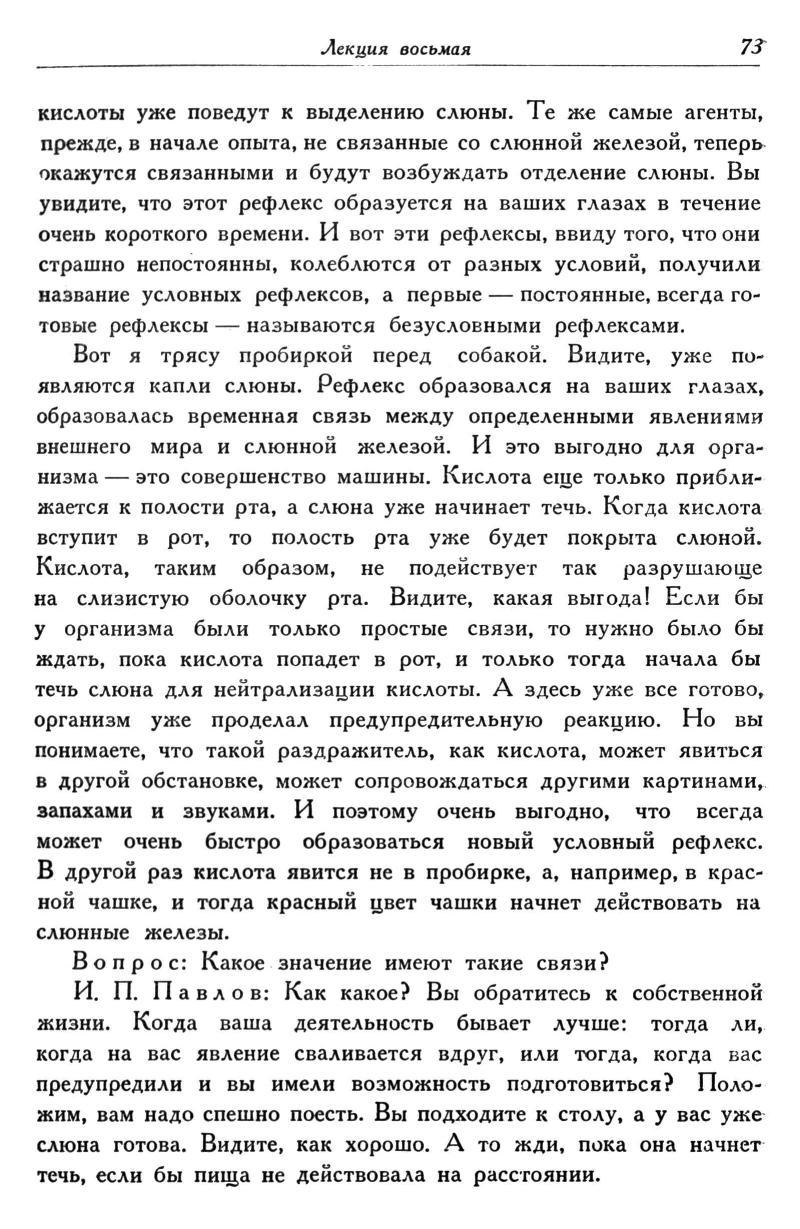 Лекция восьмая 73
кислоты уже поведут к выделению слюны. Те же самые агенты,
прежде, в начале опыта, не связанные со слюнной железой, теперь
окажутся связанными и будут возбуждать отделение слюны. Вы
увидите, что этот рефлекс образуется на ваших глазах в течение
очень короткого времени. И вот эти рефлексы, ввиду того, что они
страшно непостоянны, колеблются от разных условий, получили
название условных рефлексов, а первые — постоянные, всегда го-
товые рефлексы — называются безусловными рефлексами.
Вот я трясу пробиркой перед собакой. Видите, уже по-
являются капли слюны. Рефлекс образовался на ваших глазах,
образовалась временная связь между определенными явлениями
внешнего мира и слюнной железой. И это выгодно для орга-
низма — это совершенство машины. Кислота еще только прибли-
жается к полости рта, а слюна уже начинает течь. Когда кислота
вступит в рот, то полость рта уже будет покрыта слюной.
Кислота, таким образом, не подействует так разрушающе
на слизистую оболочку рта. Видите, какая выгода! Если бы
у организма были только простые связи, то нужно было бы
ждать, пока кислота попадет в рот, и только тогда начала бы
течь слюна для нейтрализации кислоты. А здесь уже все готово,
организм уже проделал предупредительную реакцию. Но вы
понимаете, что такой раздражитель, как кислота, может явиться
в другой обстановке, может сопровождаться другими картинами,
запахами и звуками. И поэтому очень выгодно, что всегда
может очень быстро образоваться новый условный рефлекс.
В другой раз кислота явится не в пробирке, а, например, в крас-
ной чашке, и тогда красный цвет чашки начнет действовать на
слюнные железы.
Вопрос: Какое значение имеют такие связи?
И. П. Павлов: Как какое? Вы обратитесь к собственной
жизни. Когда ваша деятельность бывает лучше: тогда ли,
когда на вас явление сваливается вдруг, или тогда, когда вас
предупредили и вы имели возможность подготовиться? Поло-
жим, вам надо спешно поесть. Вы подходите к столу, а у вас уже
слюна готова. Видите, как хорошо. А то жди, пока она начнет
течь, если бы пища не действовала на расстоянии.